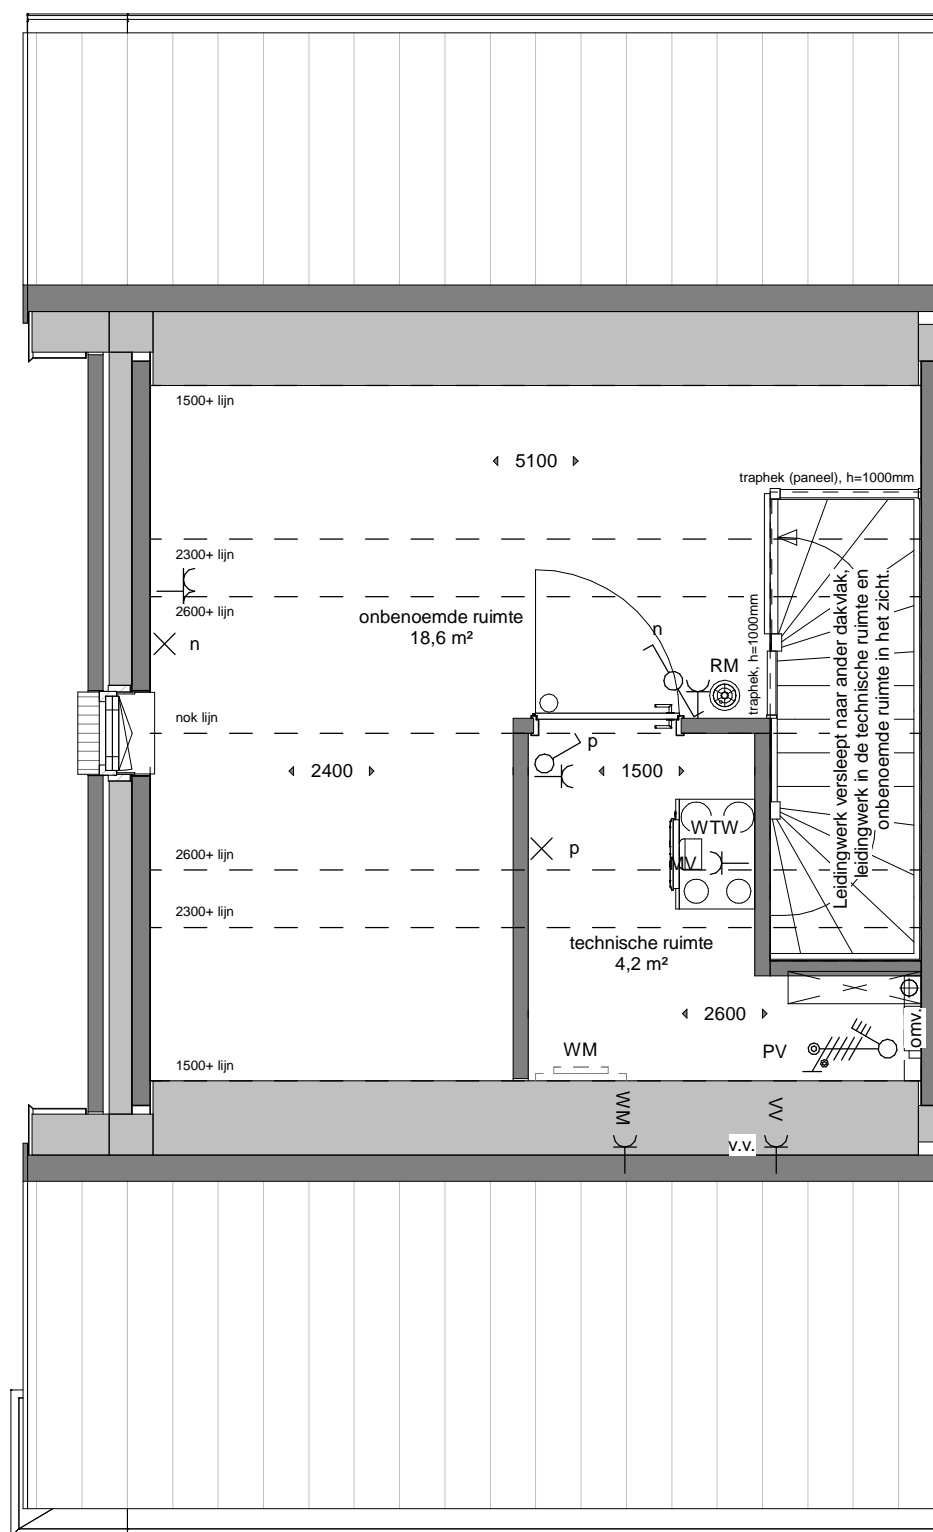 1500+ lijn
5100
traphek (paneel), h=1000mm
2300+ lijn
2600+ lijn
onbenoemde ruimte
18,6 m²
n
n
RM
traphek, h=1000mm
Leidingwerk versleept naar ander dakvlak,
leidingwerk in de technische ruimte en
onbenoemde ruimte in het zicht.
nok lijn
p
2400
1500
WTW
2600+ lijn
p
MV
2300+ lijn
technische ruimte
4,2 m²
2600
omv.
WM
PV
1500+ lijn
WM
VV
v.v.